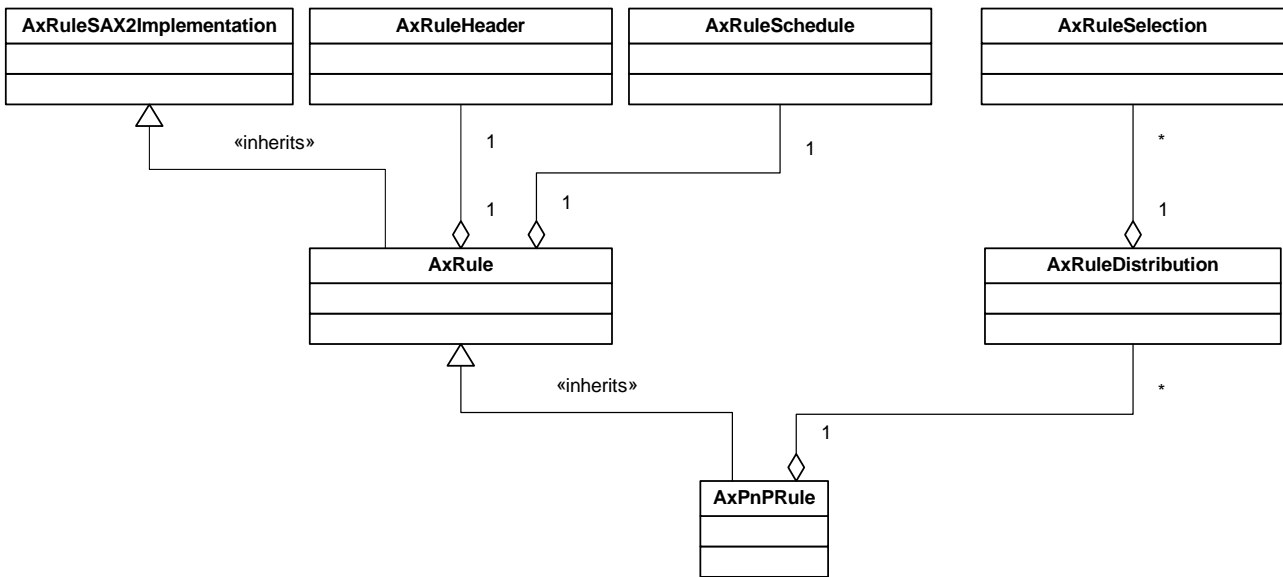 AxRuleSAX2Implementation
AxRuleHeader
AxRuleSchedule
AxRuleSelection
«inherits»
1
1
*
1
1
1
AxRule
AxRuleDistribution
«inherits»
*
1
AxPnPRule